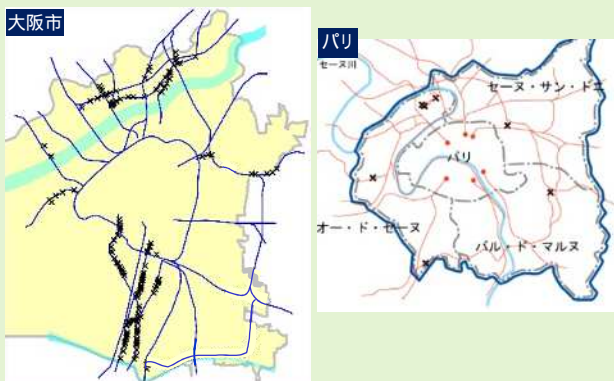 大阪市
パリ
セーヌ川
セーヌ・サン・ドニ
パリ
オー・ド・セーヌ
バル・ド・マルヌ